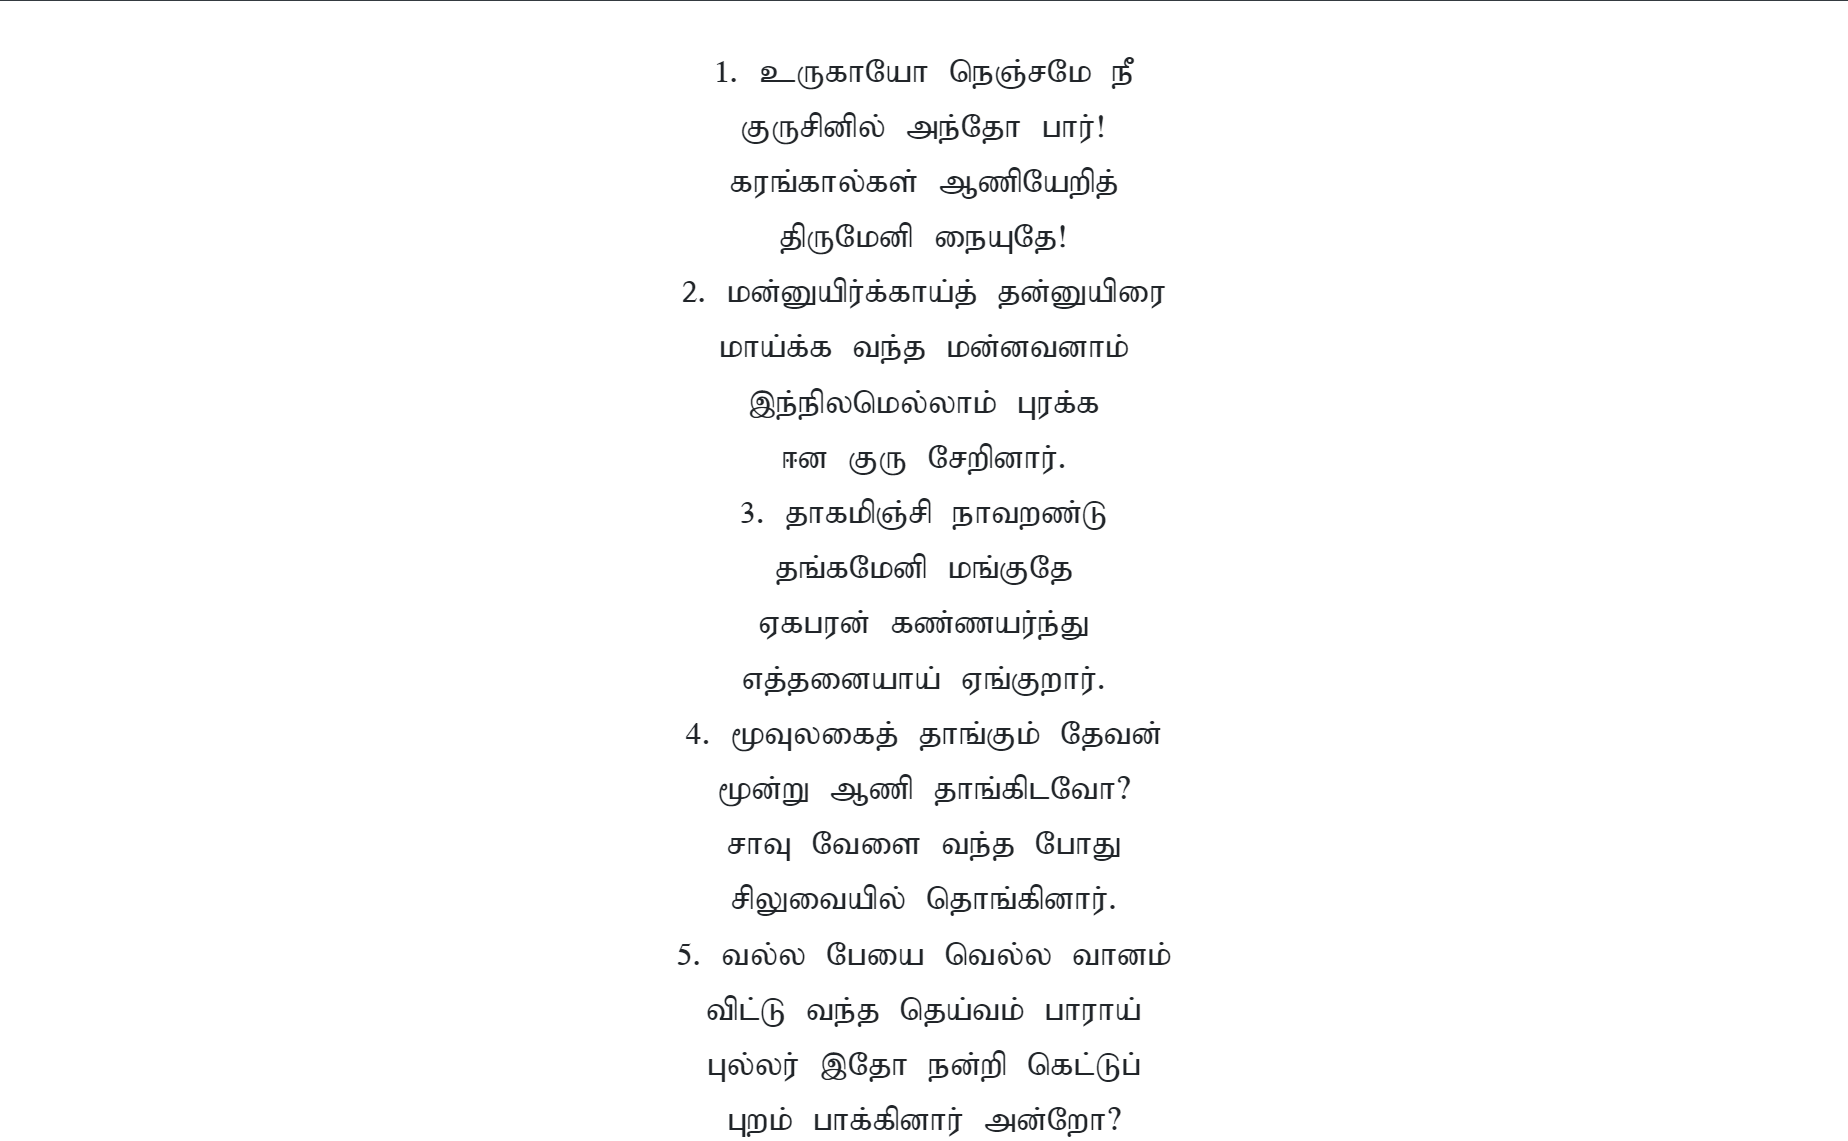 1. உருகாயோ நெஞ்சமே நீ
குருசினில் அந்தோ பார்!
கரங்கால்கள் ஆணியேறித்
திருமேனி நையுதே!
2. மன்னுயிர்க்காய்த் தன்னுயிரை
மாய்க்க வந்த மன்னவனாம்
இந்நிலமெல்லாம் புரக்க
ஈன குரு சேறினார்.
3. தாகமிஞ்சி நாவறண்டு
தங்கமேனி மங்குதே
ஏகபரன் கண்ணயர்ந்து
எத்தனையாய் ஏங்குறார்.
4. மூவுலகைத் தாங்கும் தேவன்
மூன்று ஆணி தாங்கிடவோ?
சாவு வேளை வந்த போது
சிலுவையில் தொங்கினார்.
5. வல்ல பேயை வெல்ல வானம்
விட்டு வந்த தெய்வம் பாராய்
புல்லர் இதோ நன்றி கெட்டுப்
புறம் பாக்கினார் அன்றோ?